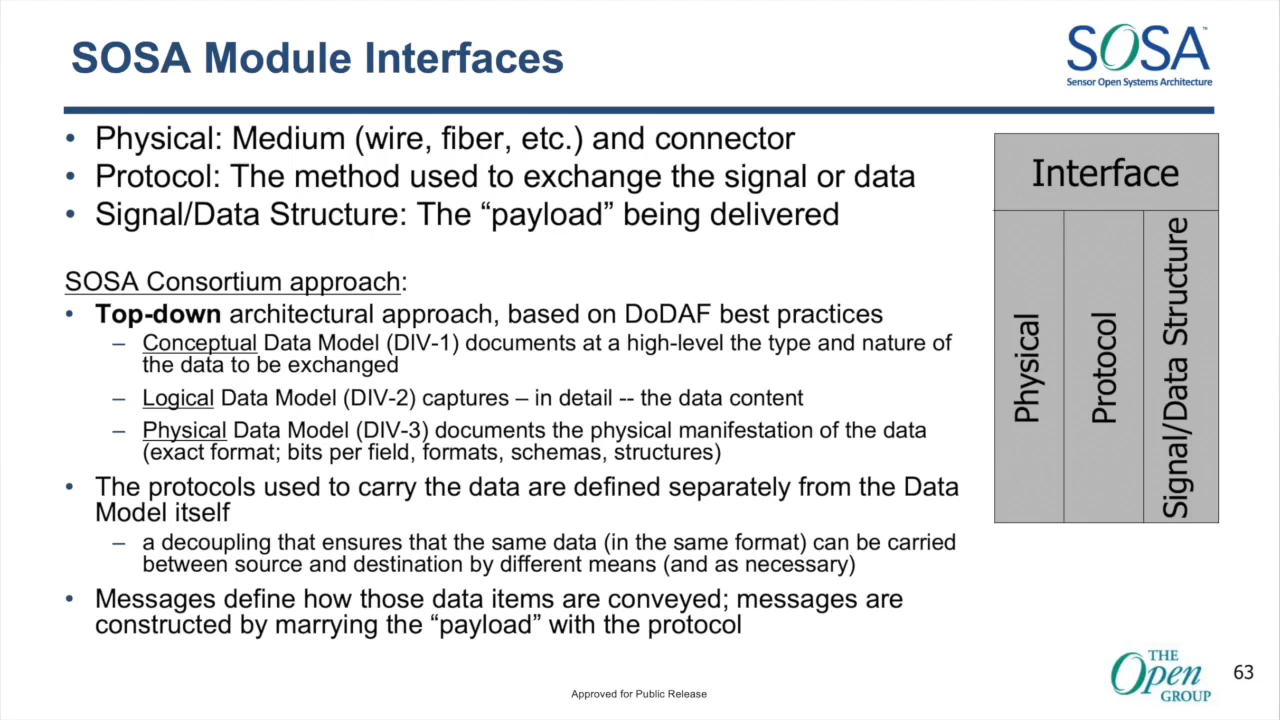 SOSA Module Interfaces
SOSA™
Sensor Open Systems Architecture
• Physical: Medium (wire, fiber, etc.) and connector
• Protocol: The method used to exchange the signal or data
• Signal/Data Structure: The “payload” being delivered
SOSA Consortium approach:
• Top-down architectural approach, based on DoDAF best practices
– Conceptual Data Model (DIV-1) documents at a high-level the type and nature of
the data to be exchanged
– Logical Data Model (DIV-2) captures – in detail -- the data content
– Physical Data Model (DIV-3) documents the physical manifestation of the data
(exact format; bits per field, formats, schemas, structures)
• The protocols used to carry the data are defined separately from the Data
Model itself
– a decoupling that ensures that the same data (in the same format) can be carried
between source and destination by different means (and as necessary)
• Messages define how those data items are conveyed; messages are
constructed by marrying the “payload” with the protocol
Interface
Physical
Protocol
Signal/Data Structure
THE
Open
GROUP
63
Approved for Public Release